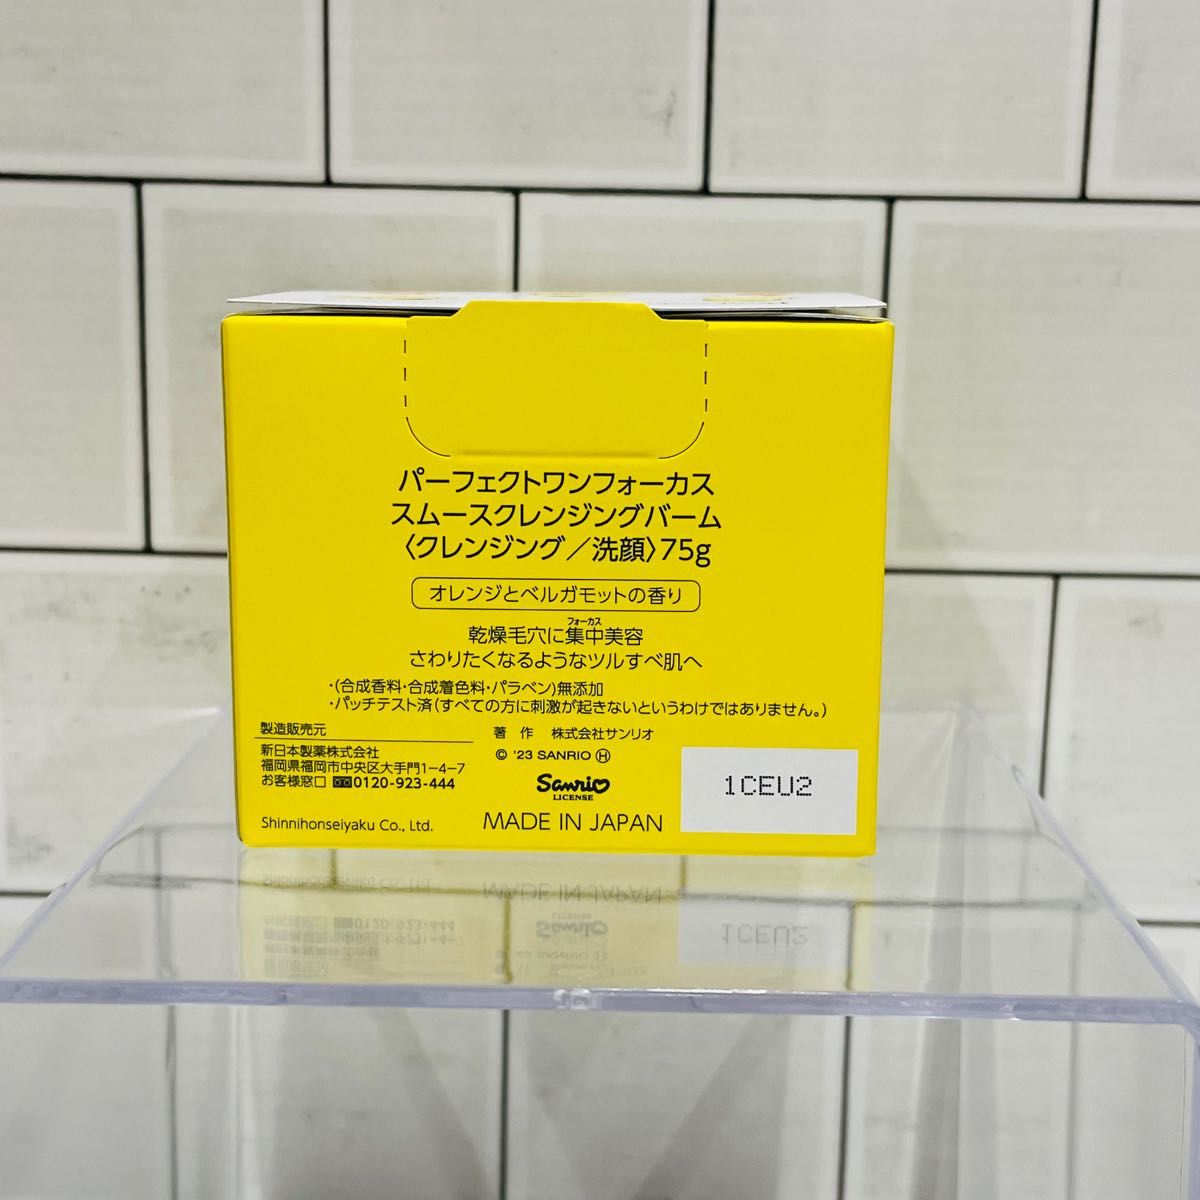 パーフェクトワンフォーカス
スムースクレンジングバーム
〈クレンジング／洗顔〉75g
オレンジとベルガモットの香り
フォーカス
乾燥毛穴に集中美容
さわりたくなるようなツルすべ肌へ
・(合成香料・合成着色料・パラベン)無添加
・パッチテスト済(すべての方に刺激が起きないというわけではありません。)
製造販売元
新日本製薬株式会社
福岡県福岡市中央区大手門1-4-7
お客様窓口 0120-923-444
Shinnihonseiyaku Co., Ltd.
著 作 株式会社サンリオ
© '23 SANRIO Ⓗ
Sanrio
LICENSE
MADE IN JAPAN
1CEU2